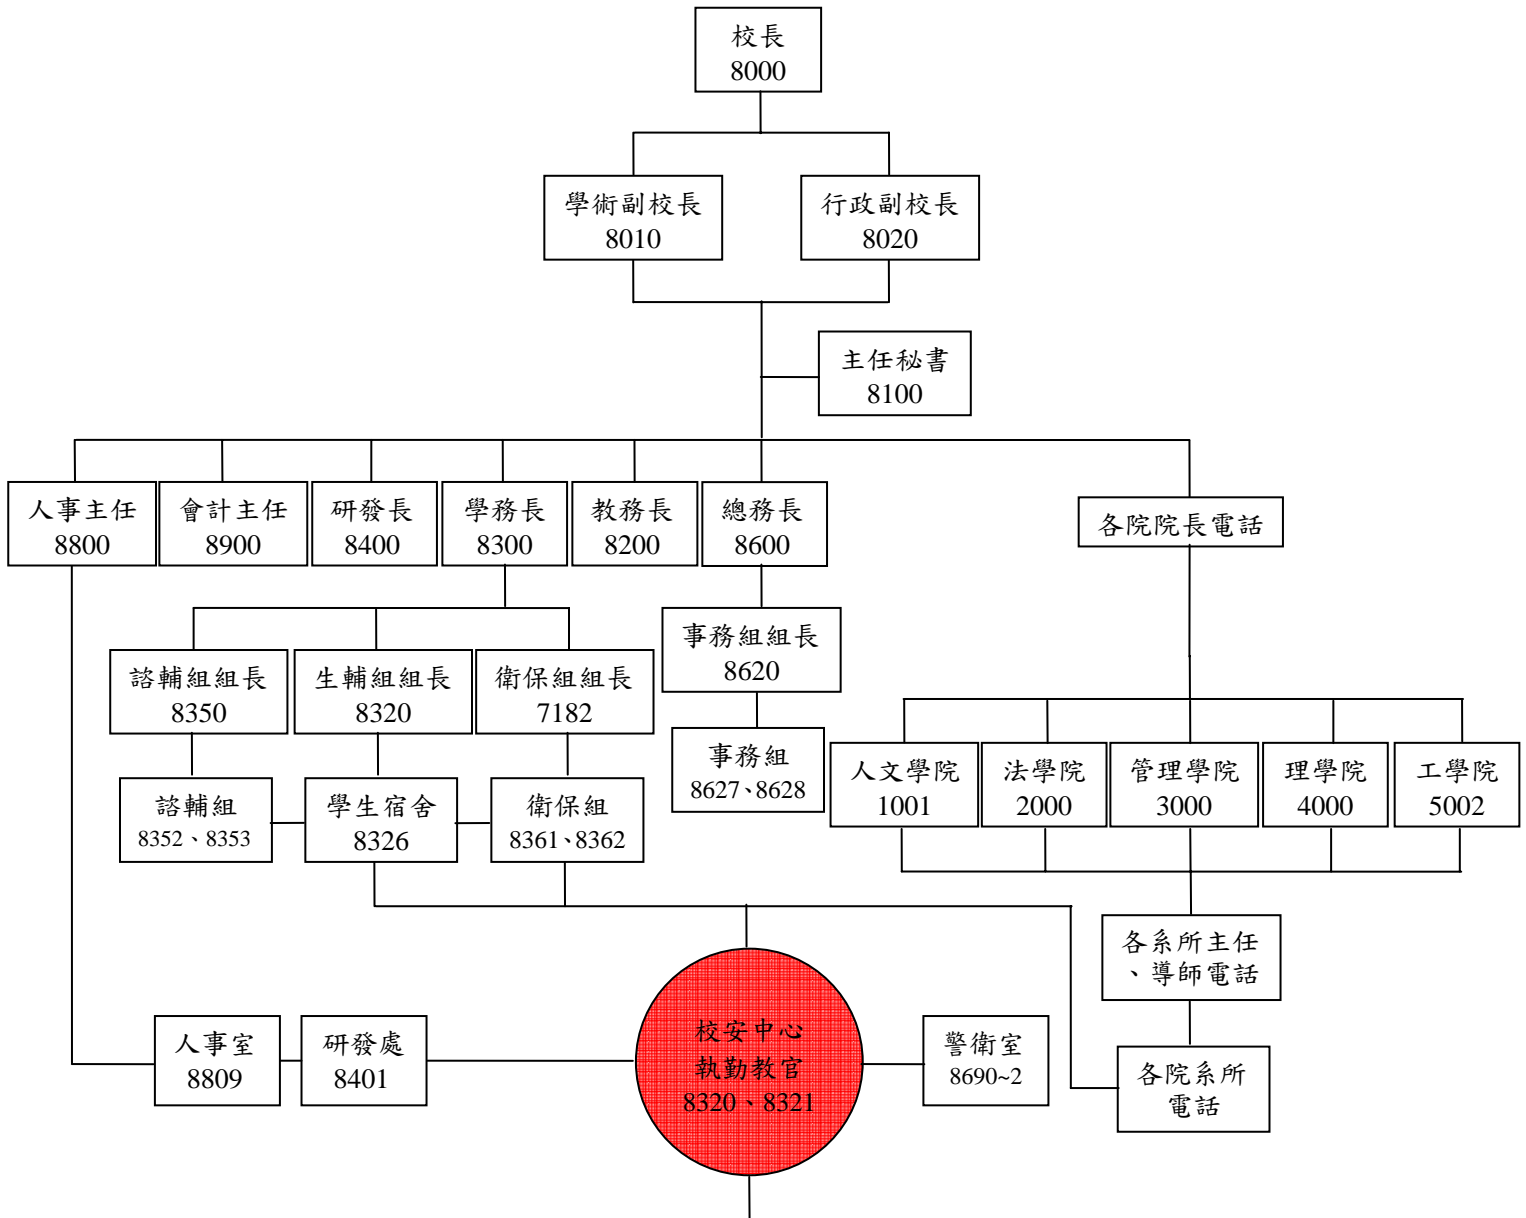 校長
8000
學術副校長
8010
行政副校長
8020
主任秘書
8100
人事主任
8800
會計主任
8900
研發長
8400
學務長
8300
教務長
8200
總務長
8600
各院院長電話
諮輔組組長
8350
生輔組組長
8320
衛保組組長
7182
事務組組長
8620
事務組
8627、8628
諮輔組
8352、8353
學生宿舍
8326
衛保組
8361、8362
人文學院
1001
法學院
2000
管理學院
3000
理學院
4000
工學院
5002
各系所主任
、導師電話
人事室
8809
研發處
8401
校安中心
執勤教官
8320、8321
警衛室
8690~2
各院系所
電話